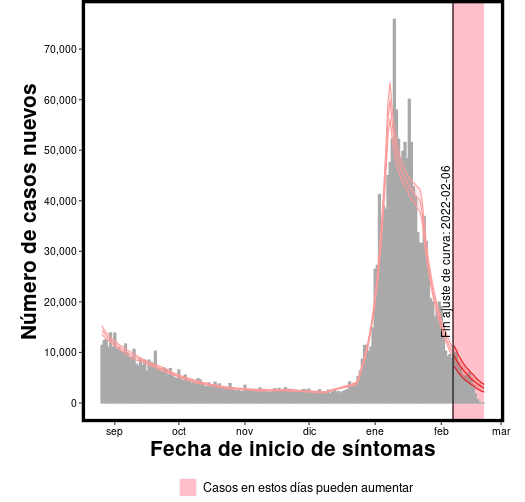 Número de casos nuevos
70,000
60,000
50,000
40,000
30,000
20,000
10,000
0
Fin ajuste de curva: 2022-02-06
sep oct nov dic ene feb mar
Fecha de inicio de síntomas
Casos en estos días pueden aumentar